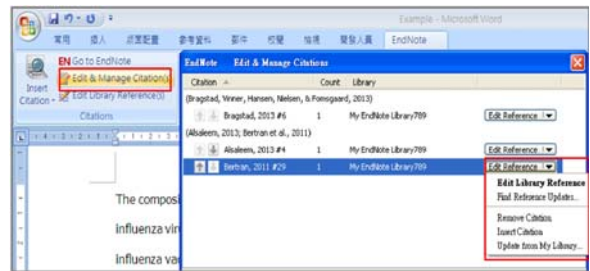 Example - Microsoft Word
常用 插入 版面配置 參考資料 郵件 校閱 檢視 開發人員 EndNote
EN Go to EndNote
Edit & Manage Citation(s)
Edit Library Reference(s)
Insert Citation
Citations
EndNote Edit & Manage Citations
Citation Count Library
(Bragstad, Vinner, Hansen, Nielsen, & Fomsgaard, 2013)
Bragstad, 2013 #6 1 My EndNote Library789 Edit Reference
(Alsaleem, 2013; Bertran et al., 2011)
Alsaleem, 2013 #4 1 My EndNote Library789 Edit Reference
Bertran, 2011 #29 1 My EndNote Library789 Edit Reference
Edit Library Reference
Find Reference Updates...
Remove Citation
Insert Citation
Update from My Library...
The composi
influenza vir
influenza va